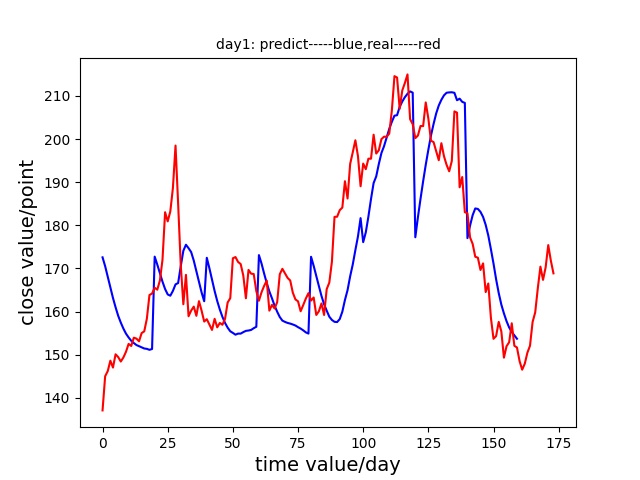 day1: predict-----blue,real-----red
close value/point
210
200
190
180
170
160
150
140
0 25 50 75 100 125 150 175
time value/day